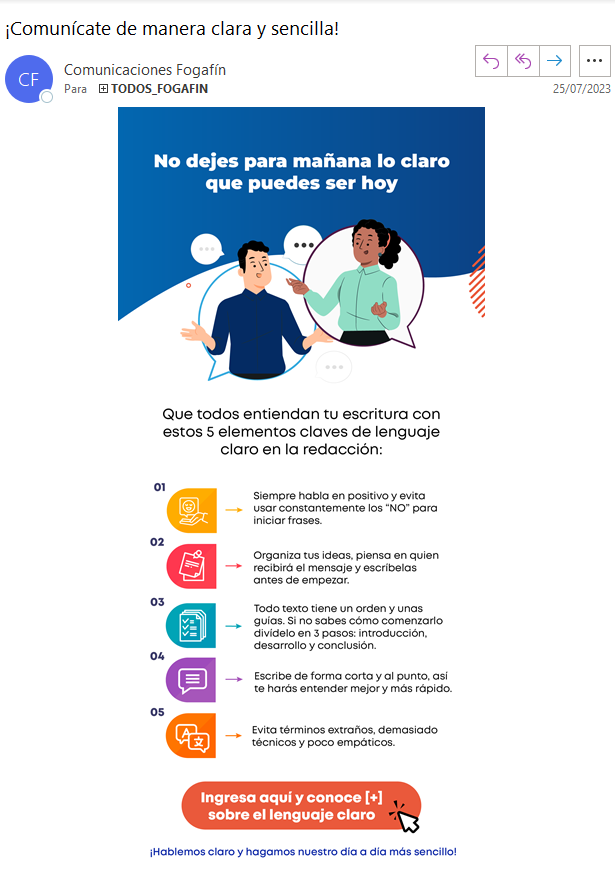 ¡Comunícate de manera clara y sencilla!
CF
Comunicaciones Fogafín
Para TODOS_FOGAFIN
25/07/2023
No dejes para mañana lo claro
que puedes ser hoy
Que todos entiendan tu escritura con
estos 5 elementos claves de lenguaje
claro en la redacción:
01
Siempre habla en positivo y evita
usar constantemente los “NO” para
iniciar frases.
02
Organiza tus ideas, piensa en quien
recibirá el mensaje y escríbelas
antes de empezar.
03
Todo texto tiene un orden y unas
guías. Si no sabes cómo comenzarlo
divídelo en 3 pasos: introducción,
desarrollo y conclusión.
04
Escribe de forma corta y al punto, así
te harás entender mejor y más rápido.
05
A 文
Evita términos extraños, demasiado
técnicos y poco empáticos.
Ingresa aquí y conoce [+]
sobre el lenguaje claro
¡Hablemos claro y hagamos nuestro día a día más sencillo!